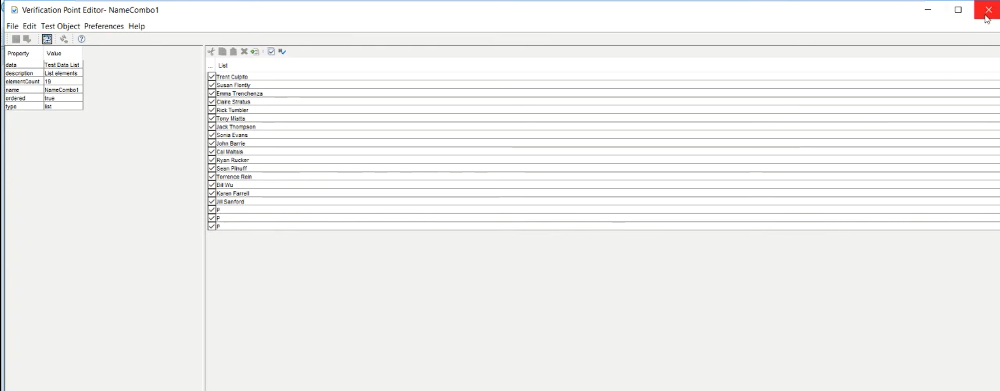 Verification Point Editor- NameCombo1
File Edit Test Object Preferences Help
Property Value
data Test Data List
description List elements
elementCount 19
name NameCombo1
ordered true
type list
... List
Trent Culpito
Susan Flontly
Emma Trenchenza
Claire Stratus
Rick Tumbler
Tony Miatta
Jack Thompson
Sonia Evans
John Barrie
Cal Maltais
Ryan Rucker
Sean Pilnuff
Torrence Rein
Bill Wu
Karen Farrell
Jill Sanford
P
P
P